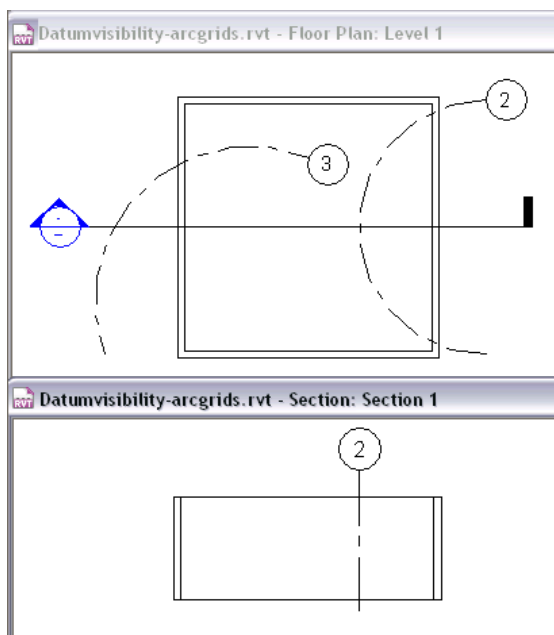 Datumvisibility-arcgrids.rvt - Floor Plan: Level 1
2
3
Datumvisibility-arcgrids.rvt - Section: Section 1
2